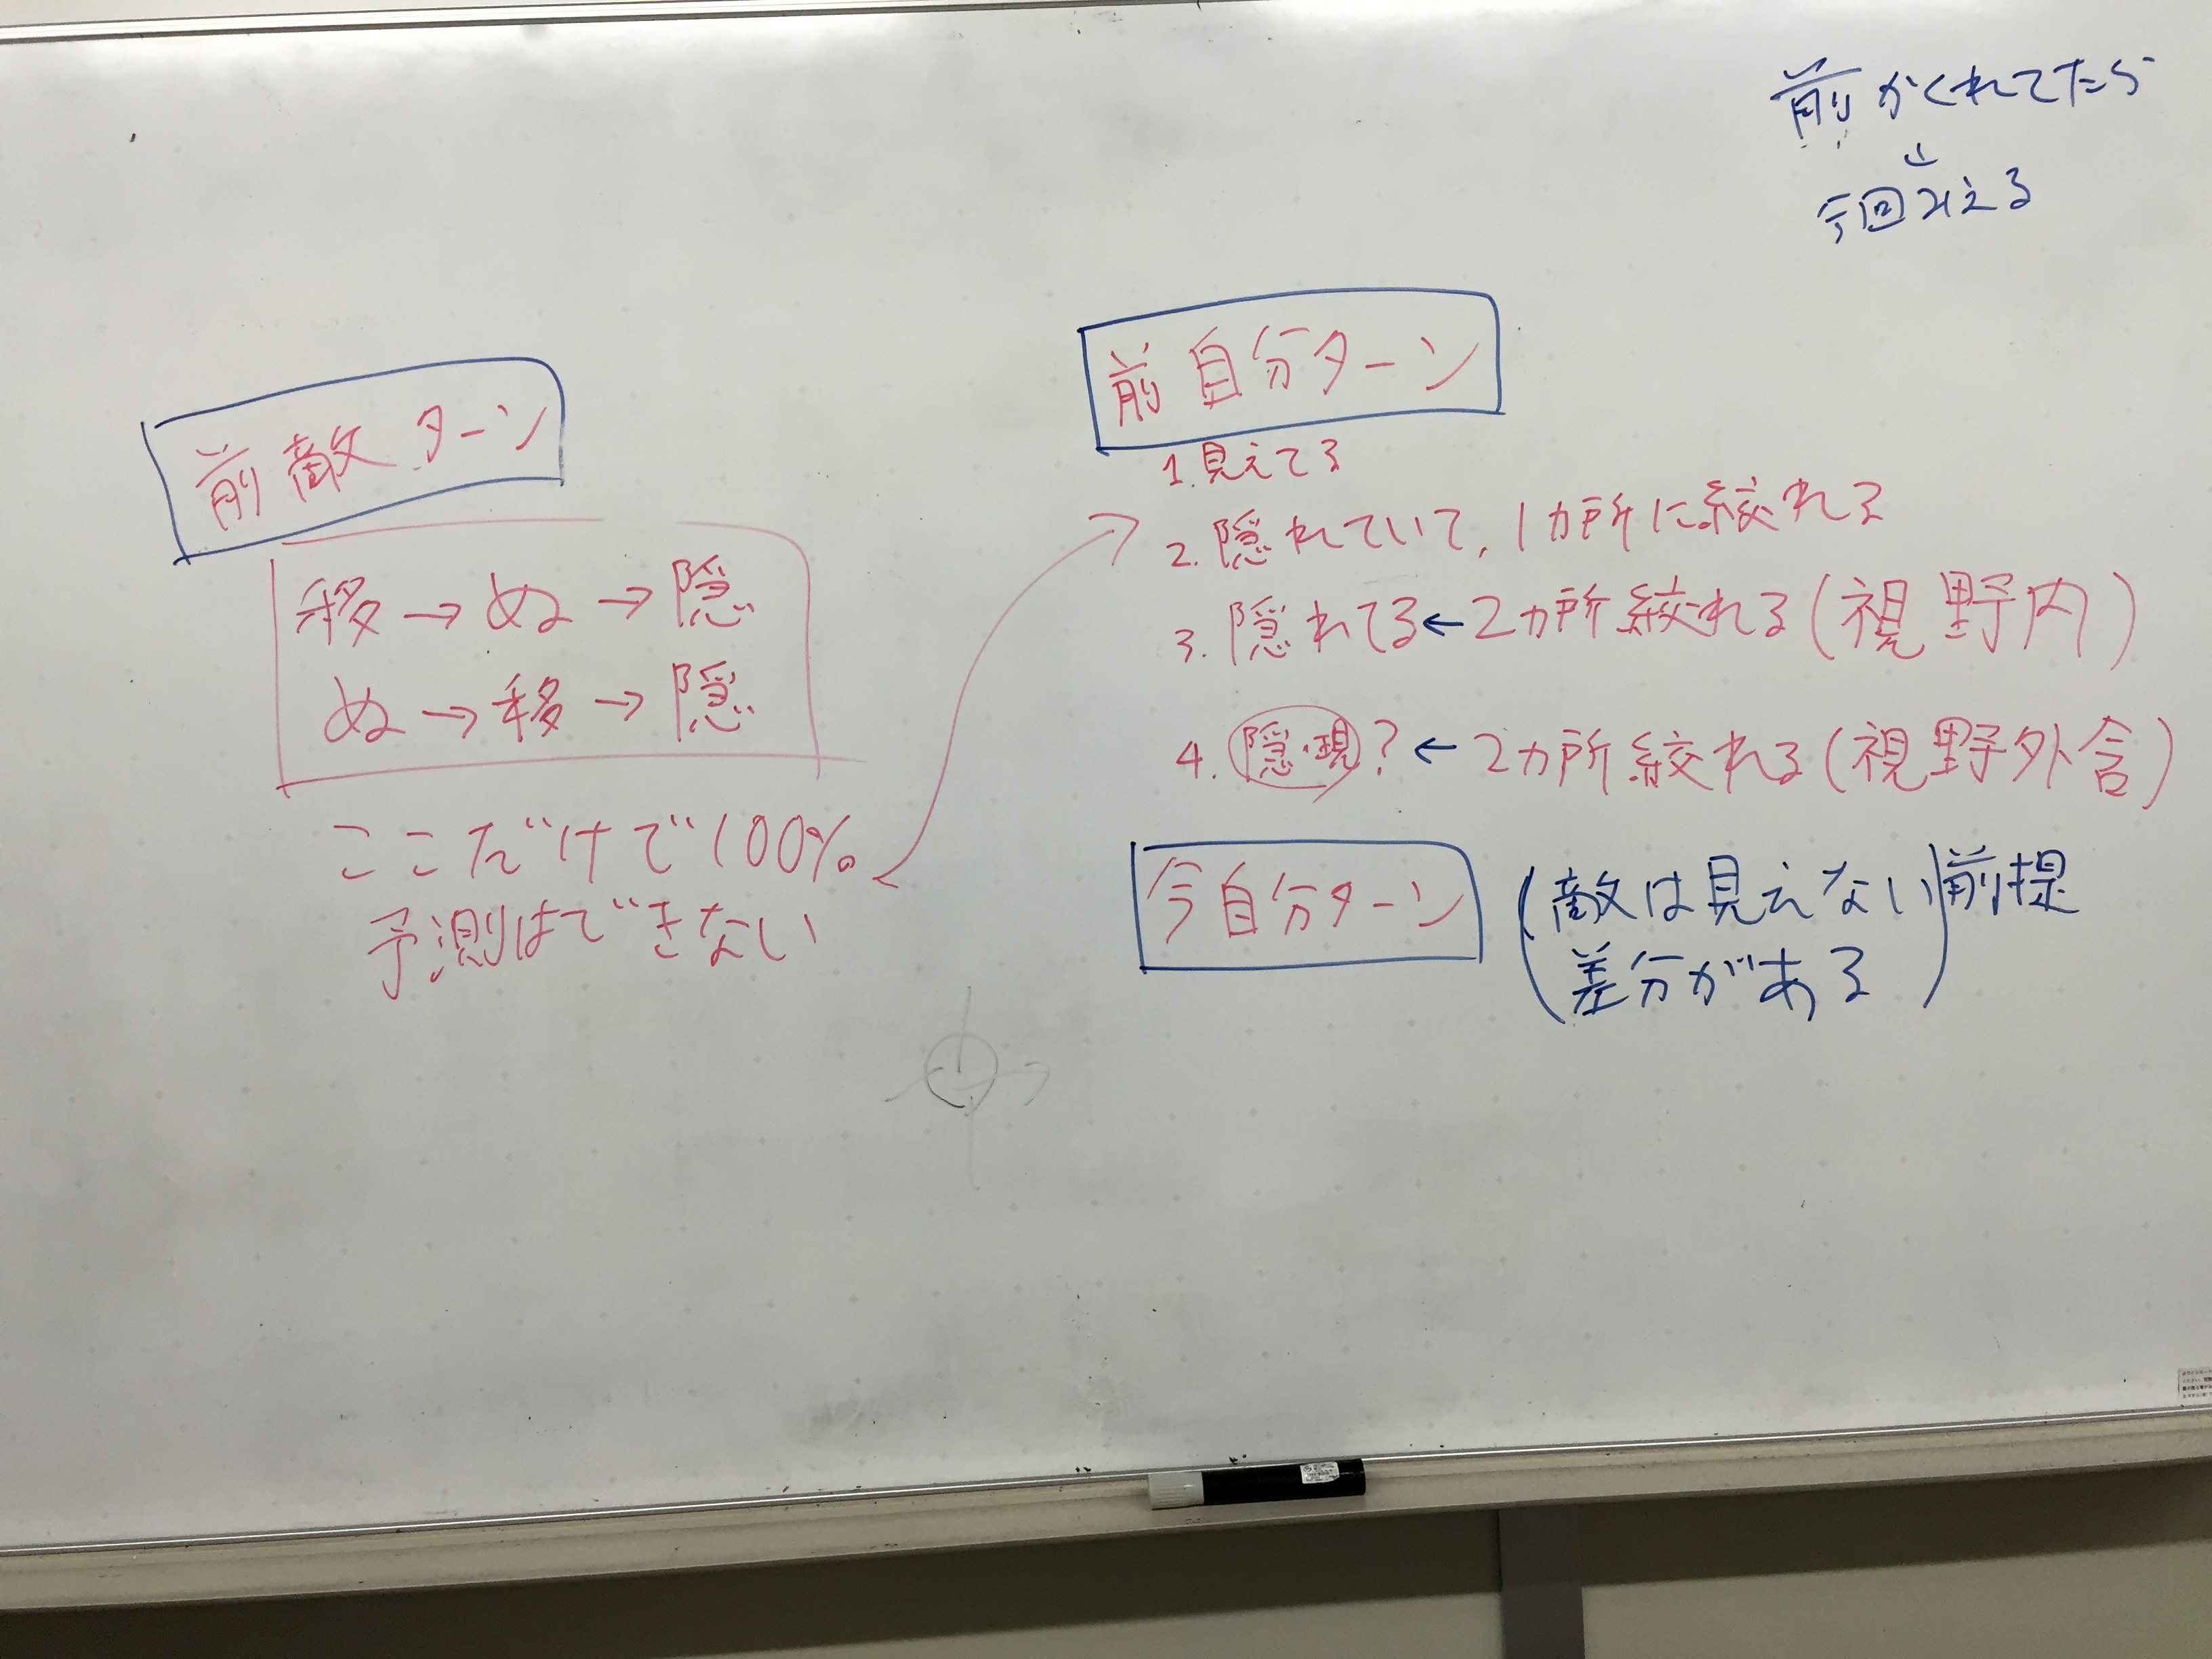 前かくれてたら
今回みえる
前敵ターン
移→ぬ→隠
ぬ→移→隠
ここだけで100%
予測はできない
前自分ターン
1.見えてる
2.隠れていて,1カ所に絞れる
3.隠れてる←2カ所絞れる(視野内)
4.隠・現?←2カ所絞れる(視野外含)
今自分ターン
(敵は見えない 差分がある)前提